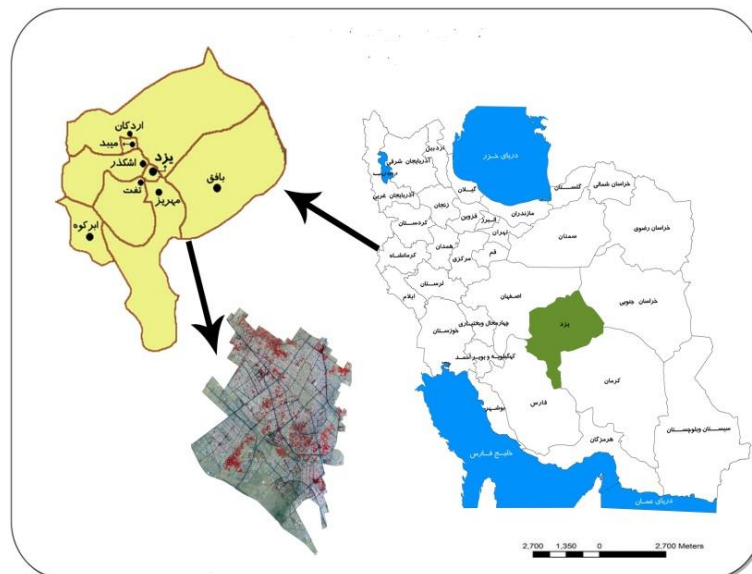 اردکان
میبد
اشکذر
یزد
تفت
مهریز
بافق
ابرکوه
دریای خزر
اردبیل
آذربایجان شرقی
آذربایجان غربی
گیلان
زنجان
کردستان
قزوین
البرز
مازندران
تهران
گلستان
خراسان شمالی
خراسان رضوی
سمنان
کرمانشاه
همدان
مرکزی
قم
ایلام
لرستان
اصفهان
خراسان جنوبی
خوزستان
چهارمحال وبختیاری
یزد
کهگیلویه و بویراحمد
کرمان
فارس
بوشهر
هرمزگان
سیستان وبلوچستان
خلیج فارس
دریای عمان
2,700 1,350 0 2,700 Meters